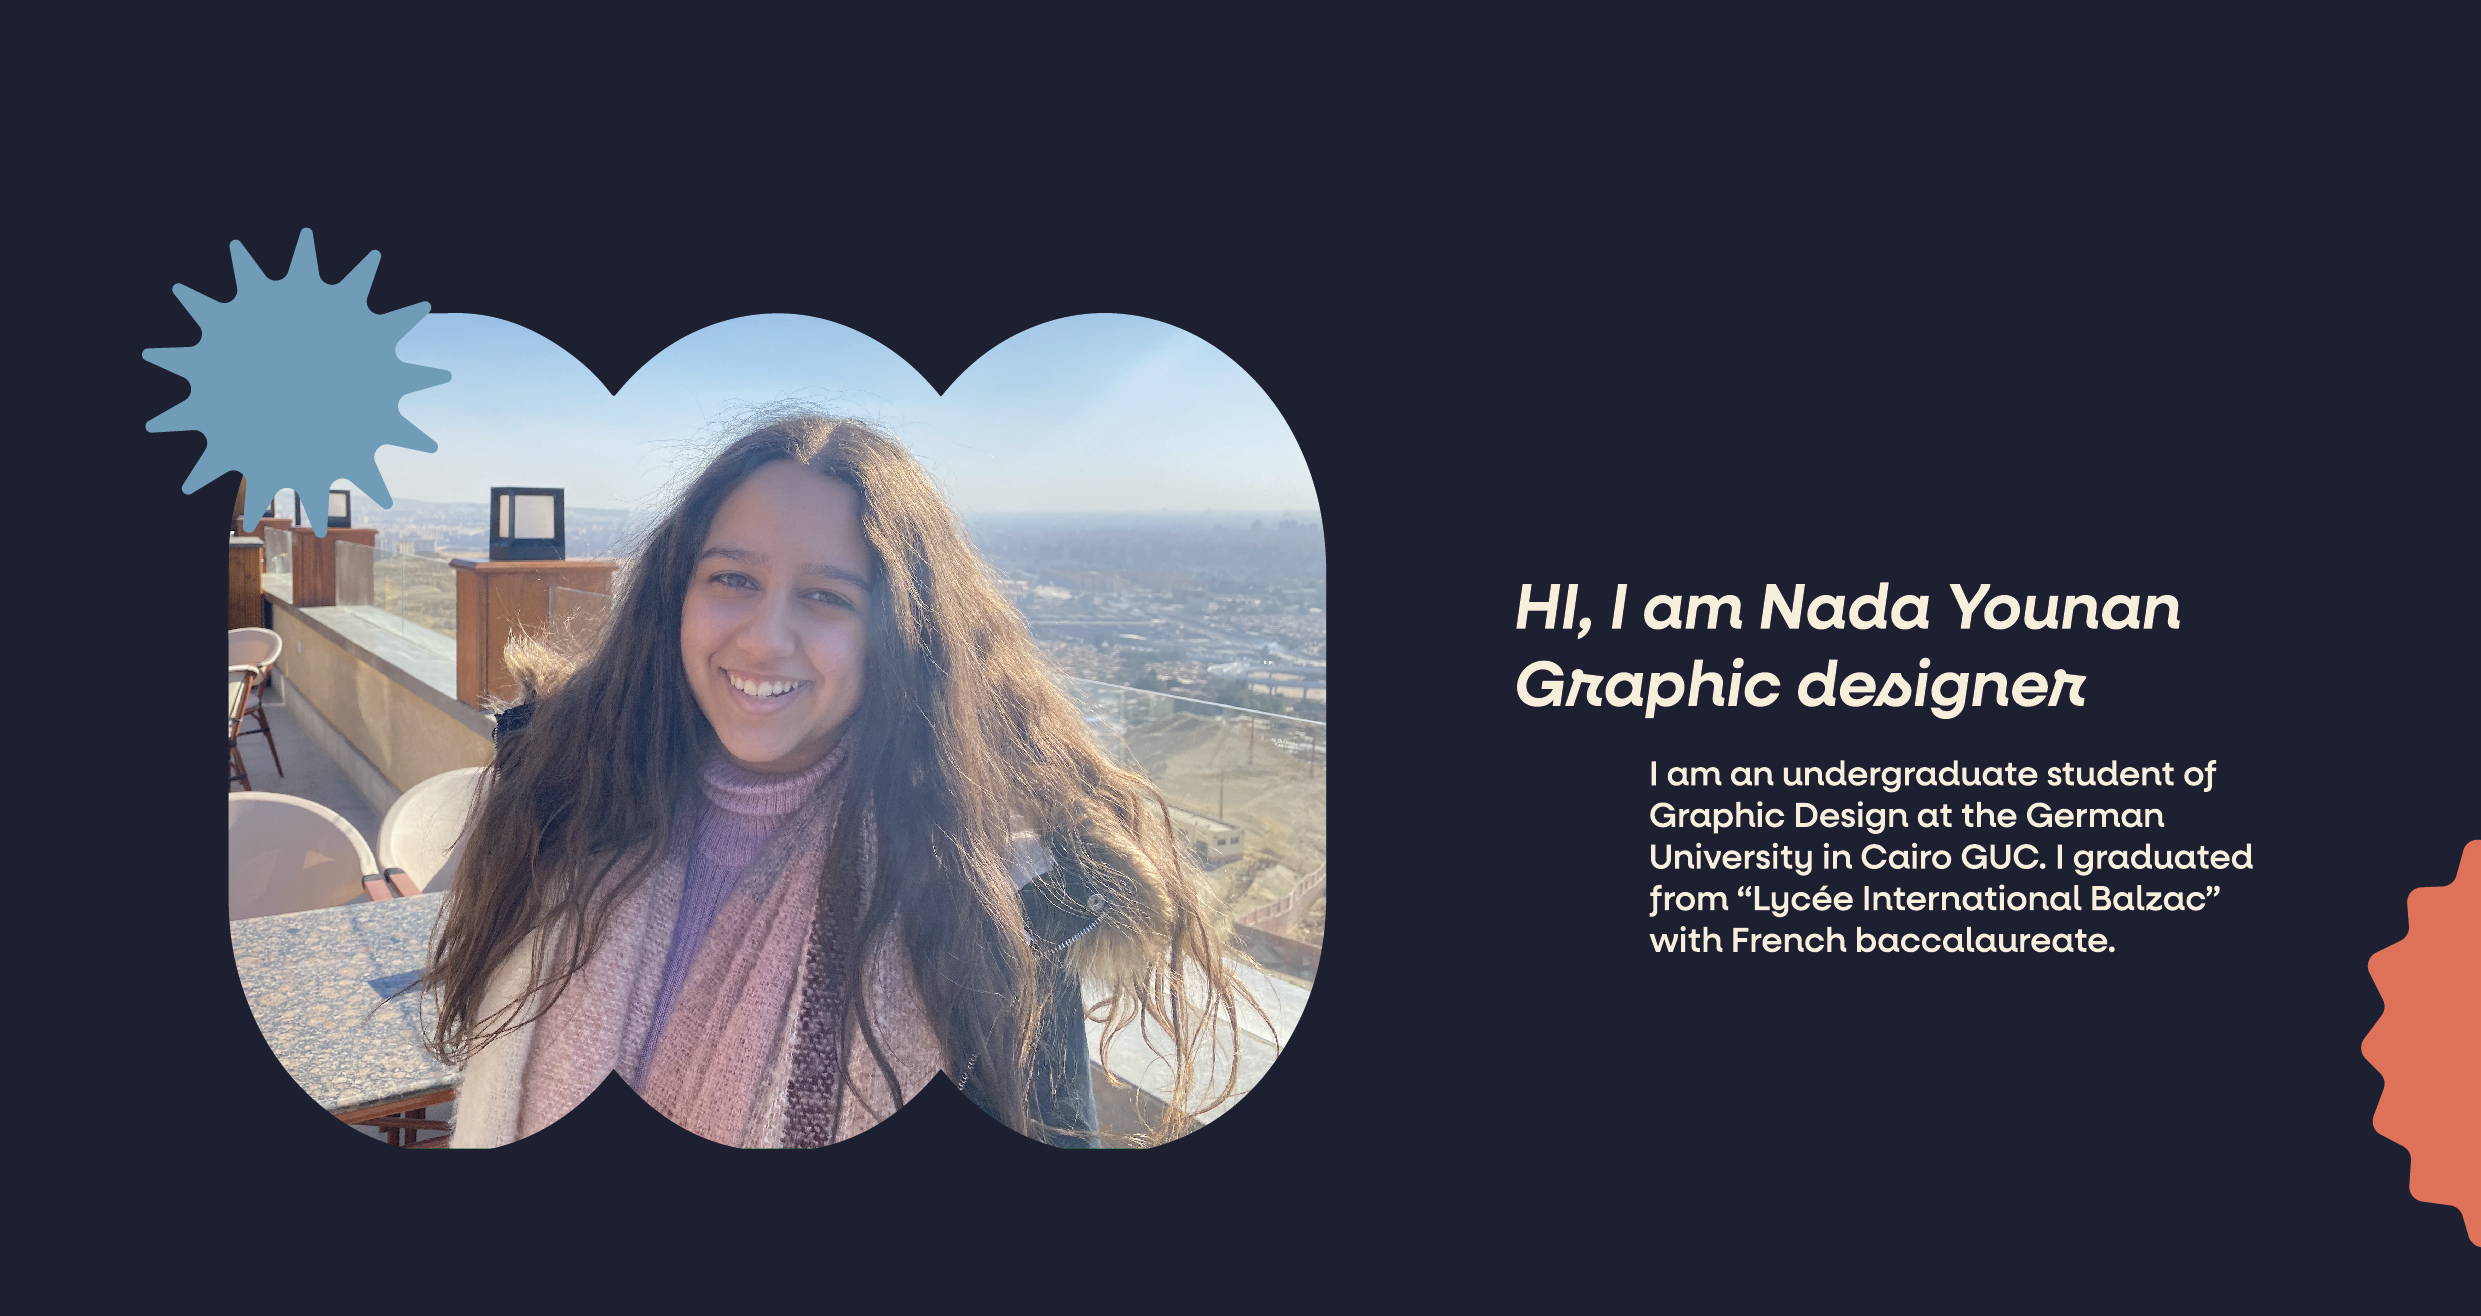 HI, I am Nada Younan
Graphic designer
I am an undergraduate student of
Graphic Design at the German
University in Cairo GUC. I graduated
from “Lycée International Balzac”
with French baccalaureate.